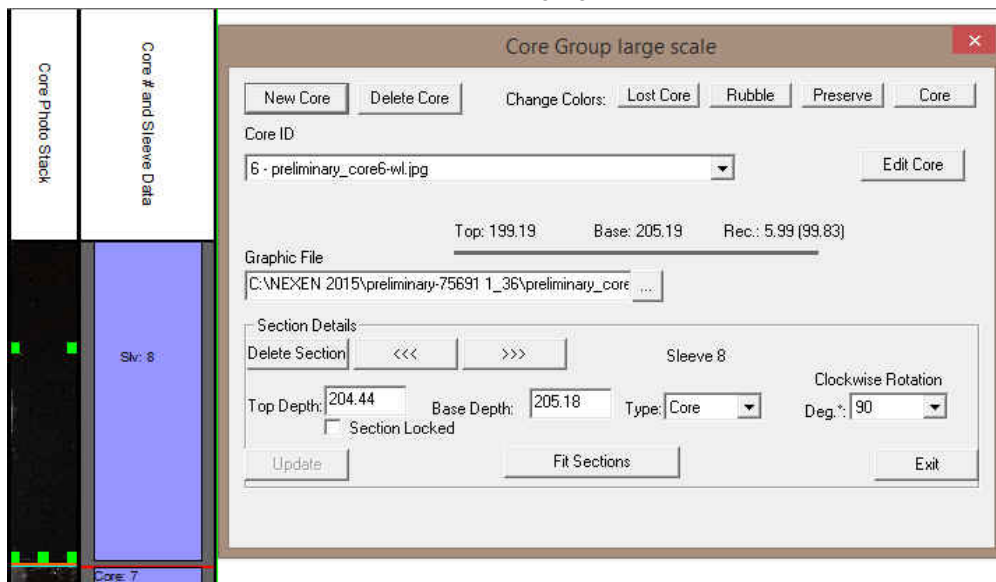 Core Photo Stack
Core # and Sleeve Data
Slv: 8
Core: 7
Core Group large scale
New Core Delete Core Change Colors: Lost Core Rubble Preserve Core
Core ID
6 - preliminary_core6-wl.jpg Edit Core
Top: 199.19 Base: 205.19 Rec.: 5.99 (99.83)
Graphic File
C:\NEXEN 2015\preliminary-75691 1_36\preliminary_core ...
Section Details
Delete Section <<< >>> Sleeve 8
Clockwise Rotation
Top Depth: 204.44 Base Depth: 205.18 Type: Core Deg.*: 90
Section Locked
Update Fit Sections Exit